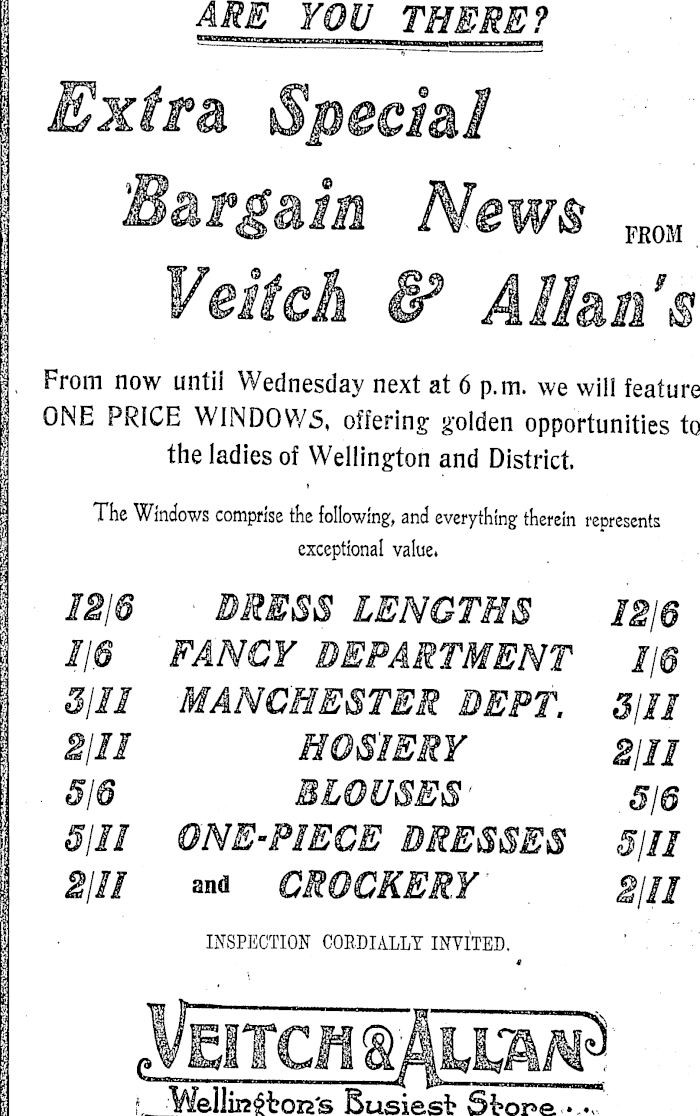 ARE YOU THERE?
Extra Special
Bargain News FROM
Veitch & Allan's
From now until Wednesday next at 6 p.m. we will feature
ONE PRICE WINDOWS, offering golden opportunities to
the ladies of Wellington and District.
The Windows comprise the following, and everything therein represents
exceptional value.
12/6 DRESS LENGTHS 12/6
1/6 FANCY DEPARTMENT 1/6
3/11 MANCHESTER DEPT. 3/11
2/11 HOSIERY 2/11
5/6 BLOUSES 5/6
5/11 ONE-PIECE DRESSES 5/11
2/11 and CROCKERY 2/11
INSPECTION CORDIALLY INVITED.
VEITCH & ALLAN
Wellington's Busiest Store...